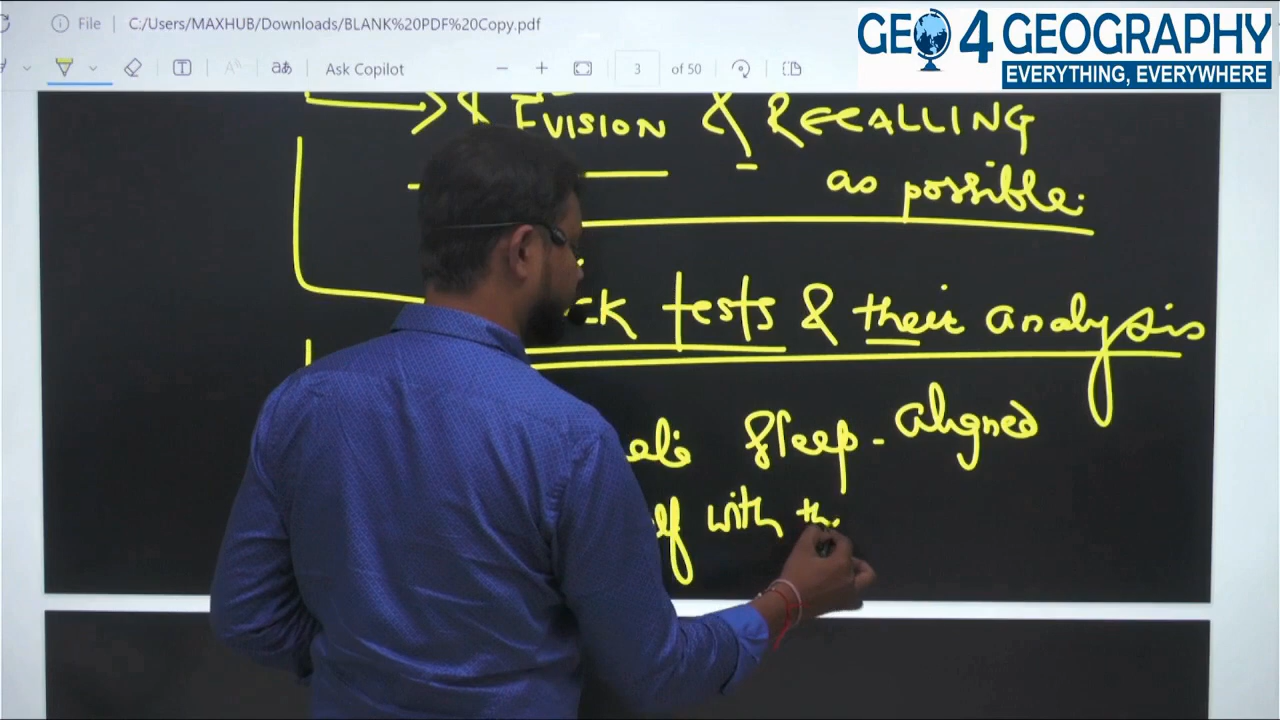 File C:/Users/MAXHUB/Downloads/BLANK%20PDF%20Copy.pdf
GEO 4 GEOGRAPHY
EVERYTHING, EVERYWHERE
Ask Copilot — + 3 of 50
EVISION & RECALLING
as possible.
tests & their analysis
Sleep - aligned
with